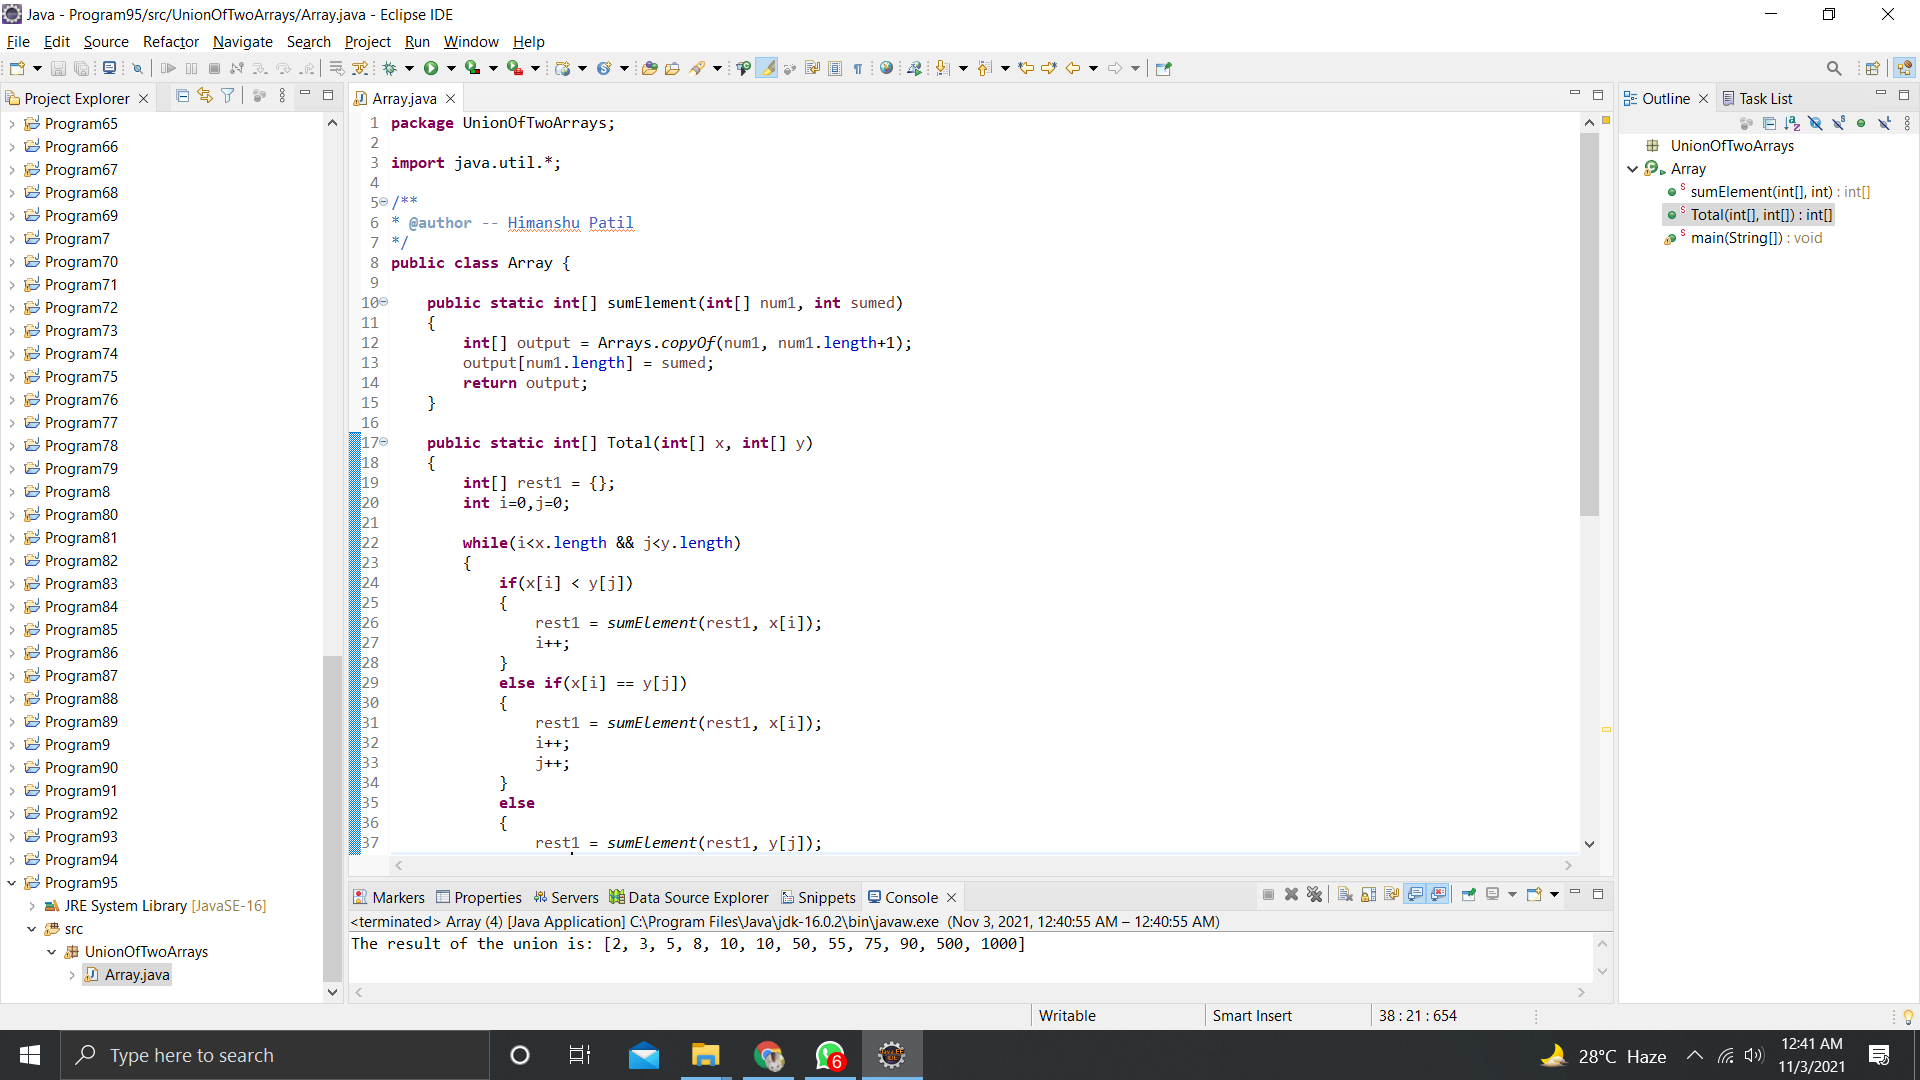 Java - Program95/src/UnionOfTwoArrays/Array.java - Eclipse IDE
File Edit Source Refactor Navigate Search Project Run Window Help
Project Explorer
Program65
Program66
Program67
Program68
Program69
Program7
Program70
Program71
Program72
Program73
Program74
Program75
Program76
Program77
Program78
Program79
Program8
Program80
Program81
Program82
Program83
Program84
Program85
Program86
Program87
Program88
Program89
Program9
Program90
Program91
Program92
Program93
Program94
Program95
JRE System Library [JavaSE-16]
src
UnionOfTwoArrays
Array.java
Array.java
1 package UnionOfTwoArrays;
2
3 import java.util.*;
4
5 /**
6 * @author -- Himanshu Patil
7 */
8 public class Array {
9
10 public static int[] sumElement(int[] num1, int sumed)
11 {
12 int[] output = Arrays.copyOf(num1, num1.length+1);
13 output[num1.length] = sumed;
14 return output;
15 }
16
17 public static int[] Total(int[] x, int[] y)
18 {
19 int[] rest1 = {};
20 int i=0,j=0;
21
22 while(i<x.length && j<y.length)
23 {
24 if(x[i] < y[j])
25 {
26 rest1 = sumElement(rest1, x[i]);
27 i++;
28 }
29 else if(x[i] == y[j])
30 {
31 rest1 = sumElement(rest1, x[i]);
32 i++;
33 j++;
34 }
35 else
36 {
37 rest1 = sumElement(rest1, y[j]);
Outline Task List
UnionOfTwoArrays
Array
sumElement(int[], int) : int[]
Total(int[], int[]) : int[]
main(String[]) : void
Markers Properties Servers Data Source Explorer Snippets Console
<terminated> Array (4) [Java Application] C:\Program Files\Java\jdk-16.0.2\bin\javaw.exe (Nov 3, 2021, 12:40:55 AM – 12:40:55 AM)
The result of the union is: [2, 3, 5, 8, 10, 10, 50, 55, 75, 90, 500, 1000]
Writable Smart Insert 38 : 21 : 654
Type here to search
6
28°C Haze
12:41 AM
11/3/2021